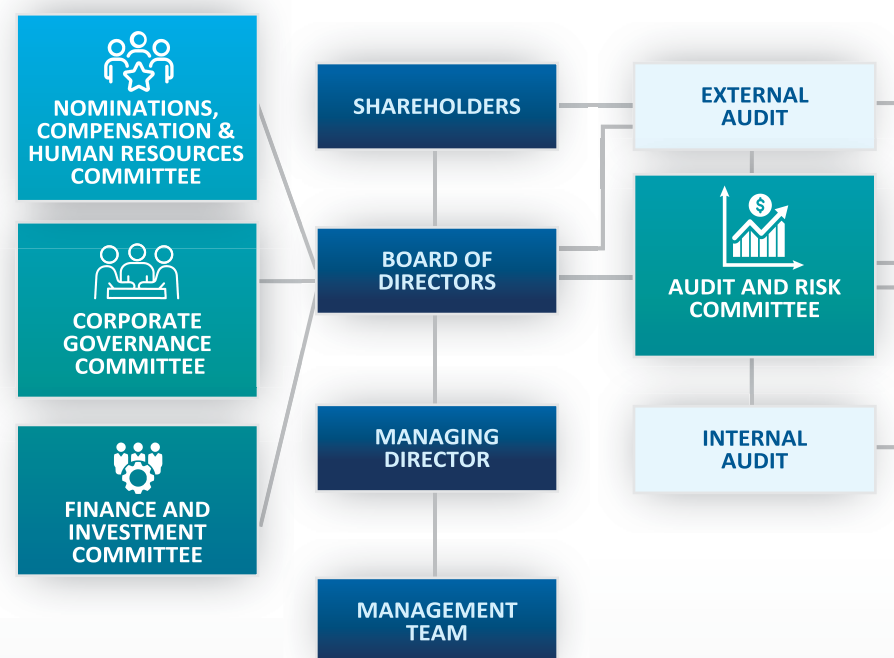 NOMINATIONS,
COMPENSATION &
HUMAN RESOURCES
COMMITTEE
CORPORATE
GOVERNANCE
COMMITTEE
FINANCE AND
INVESTMENT
COMMITTEE
SHAREHOLDERS
BOARD OF
DIRECTORS
MANAGING
DIRECTOR
MANAGEMENT
TEAM
EXTERNAL
AUDIT
$
AUDIT AND RISK
COMMITTEE
INTERNAL
AUDIT